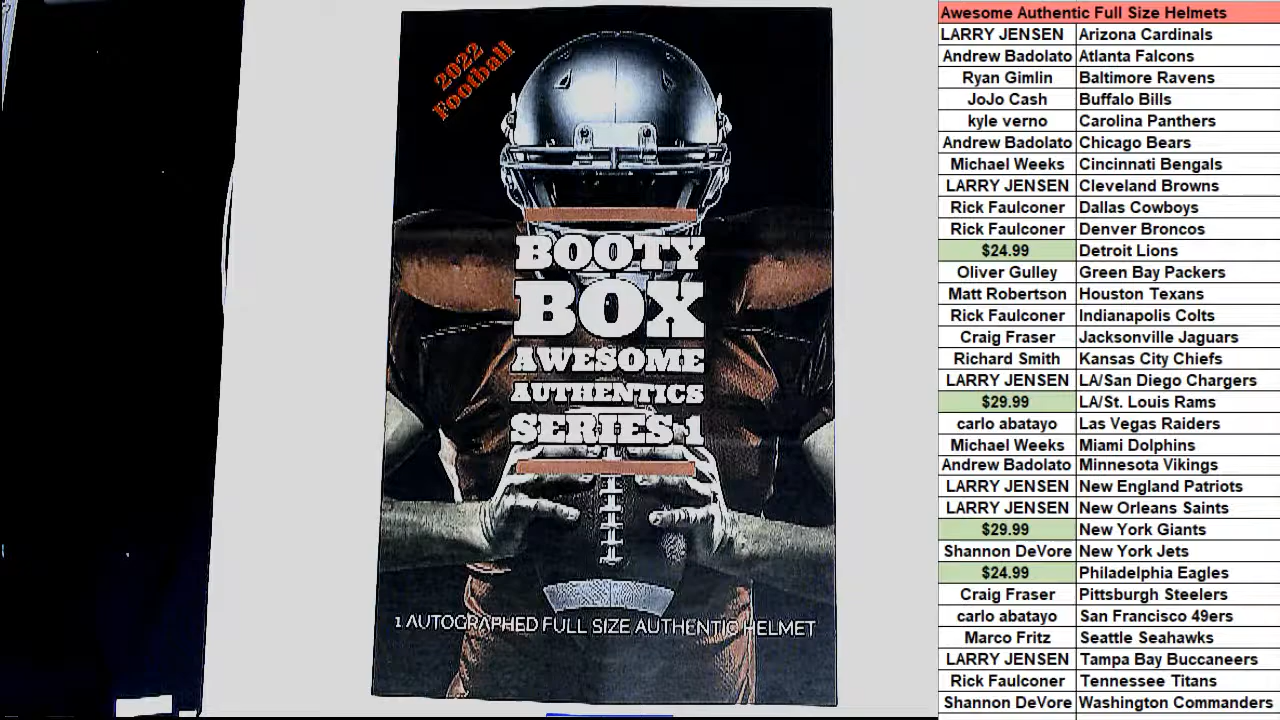 2022
Football
BOOTY
BOX
AWESOME
AUTHENTICS
SERIES 1
1 AUTOGRAPHED FULL SIZE AUTHENTIC HELMET
Awesome Authentic Full Size Helmets
LARRY JENSEN Arizona Cardinals
Andrew Badolato Atlanta Falcons
Ryan Gimlin Baltimore Ravens
JoJo Cash Buffalo Bills
kyle verno Carolina Panthers
Andrew Badolato Chicago Bears
Michael Weeks Cincinnati Bengals
LARRY JENSEN Cleveland Browns
Rick Faulconer Dallas Cowboys
Rick Faulconer Denver Broncos
$24.99 Detroit Lions
Oliver Gulley Green Bay Packers
Matt Robertson Houston Texans
Rick Faulconer Indianapolis Colts
Craig Fraser Jacksonville Jaguars
Richard Smith Kansas City Chiefs
LARRY JENSEN LA/San Diego Chargers
$29.99 LA/St. Louis Rams
carlo abatayo Las Vegas Raiders
Michael Weeks Miami Dolphins
Andrew Badolato Minnesota Vikings
LARRY JENSEN New England Patriots
LARRY JENSEN New Orleans Saints
$29.99 New York Giants
Shannon DeVore New York Jets
$24.99 Philadelphia Eagles
Craig Fraser Pittsburgh Steelers
carlo abatayo San Francisco 49ers
Marco Fritz Seattle Seahawks
LARRY JENSEN Tampa Bay Buccaneers
Rick Faulconer Tennessee Titans
Shannon DeVore Washington Commanders